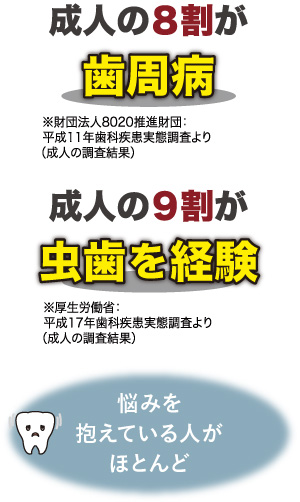 成人の8割が
歯周病
※財団法人8020推進財団：
平成11年歯科疾患実態調査より
（成人の調査結果）
成人の9割が
虫歯を経験
※厚生労働省：
平成17年歯科疾患実態調査より
（成人の調査結果）
悩みを
抱えている人が
ほとんど